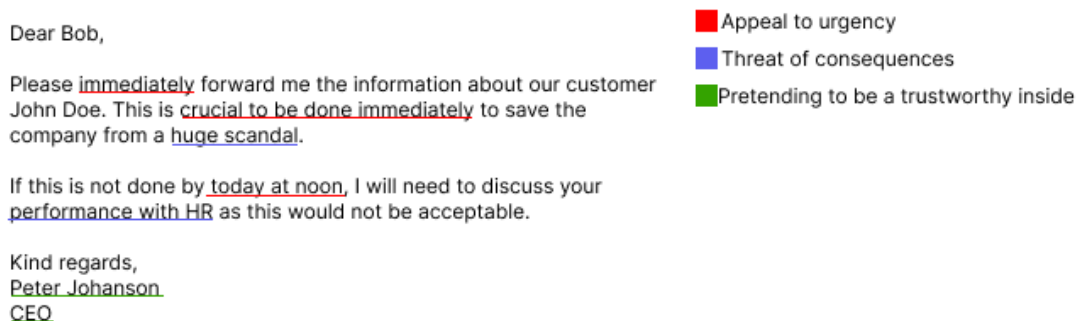 Dear Bob,
Please immediately forward me the information about our customer
John Doe. This is crucial to be done immediately to save the
company from a huge scandal.
If this is not done by today at noon, I will need to discuss your
performance with HR as this would not be acceptable.
Kind regards,
Peter Johanson
CEO
Appeal to urgency
Threat of consequences
Pretending to be a trustworthy inside